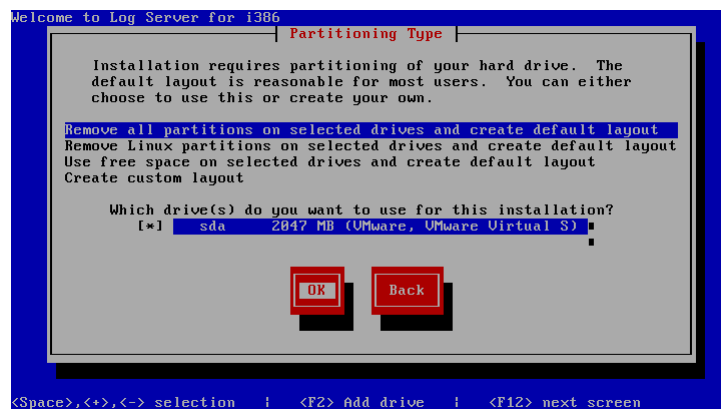 Welcome to Log Server for i386
Partitioning Type
Installation requires partitioning of your hard drive. The
default layout is reasonable for most users. You can either
choose to use this or create your own.
Remove all partitions on selected drives and create default layout
Remove Linux partitions on selected drives and create default layout
Use free space on selected drives and create default layout
Create custom layout
Which drive(s) do you want to use for this installation?
[*] sda 2047 MB (VMware, VMware Virtual S)
OK Back
<Space>,<+>,<-> selection | <F2> Add drive | <F12> next screen